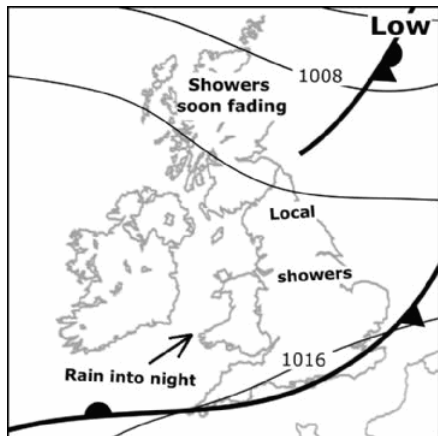 Low
1008
Showers
soon fading
Local
showers
1016
Rain into night